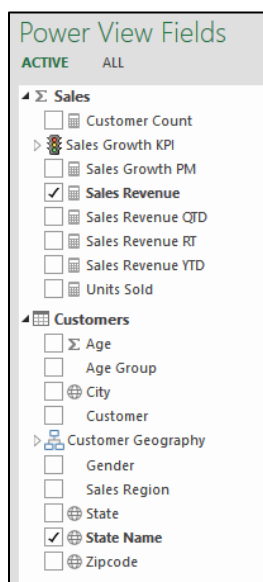 Power View Fields
ACTIVE ALL
Σ Sales
Customer Count
Sales Growth KPI
Sales Growth PM
Sales Revenue
Sales Revenue QTD
Sales Revenue RT
Sales Revenue YTD
Units Sold
Customers
Σ Age
Age Group
City
Customer
Customer Geography
Gender
Sales Region
State
State Name
Zipcode